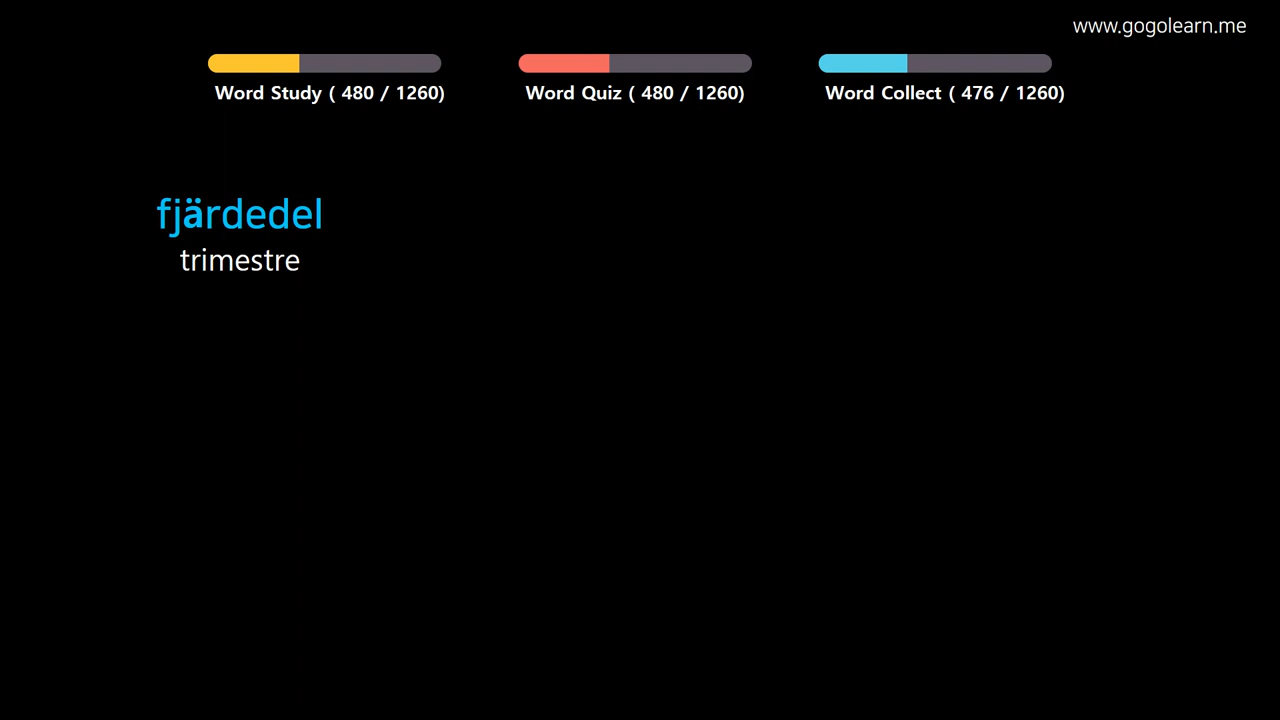 www.gogolearn.me
Word Study ( 480 / 1260)
Word Quiz ( 480 / 1260)
Word Collect ( 476 / 1260)
fjärdedel
trimestre